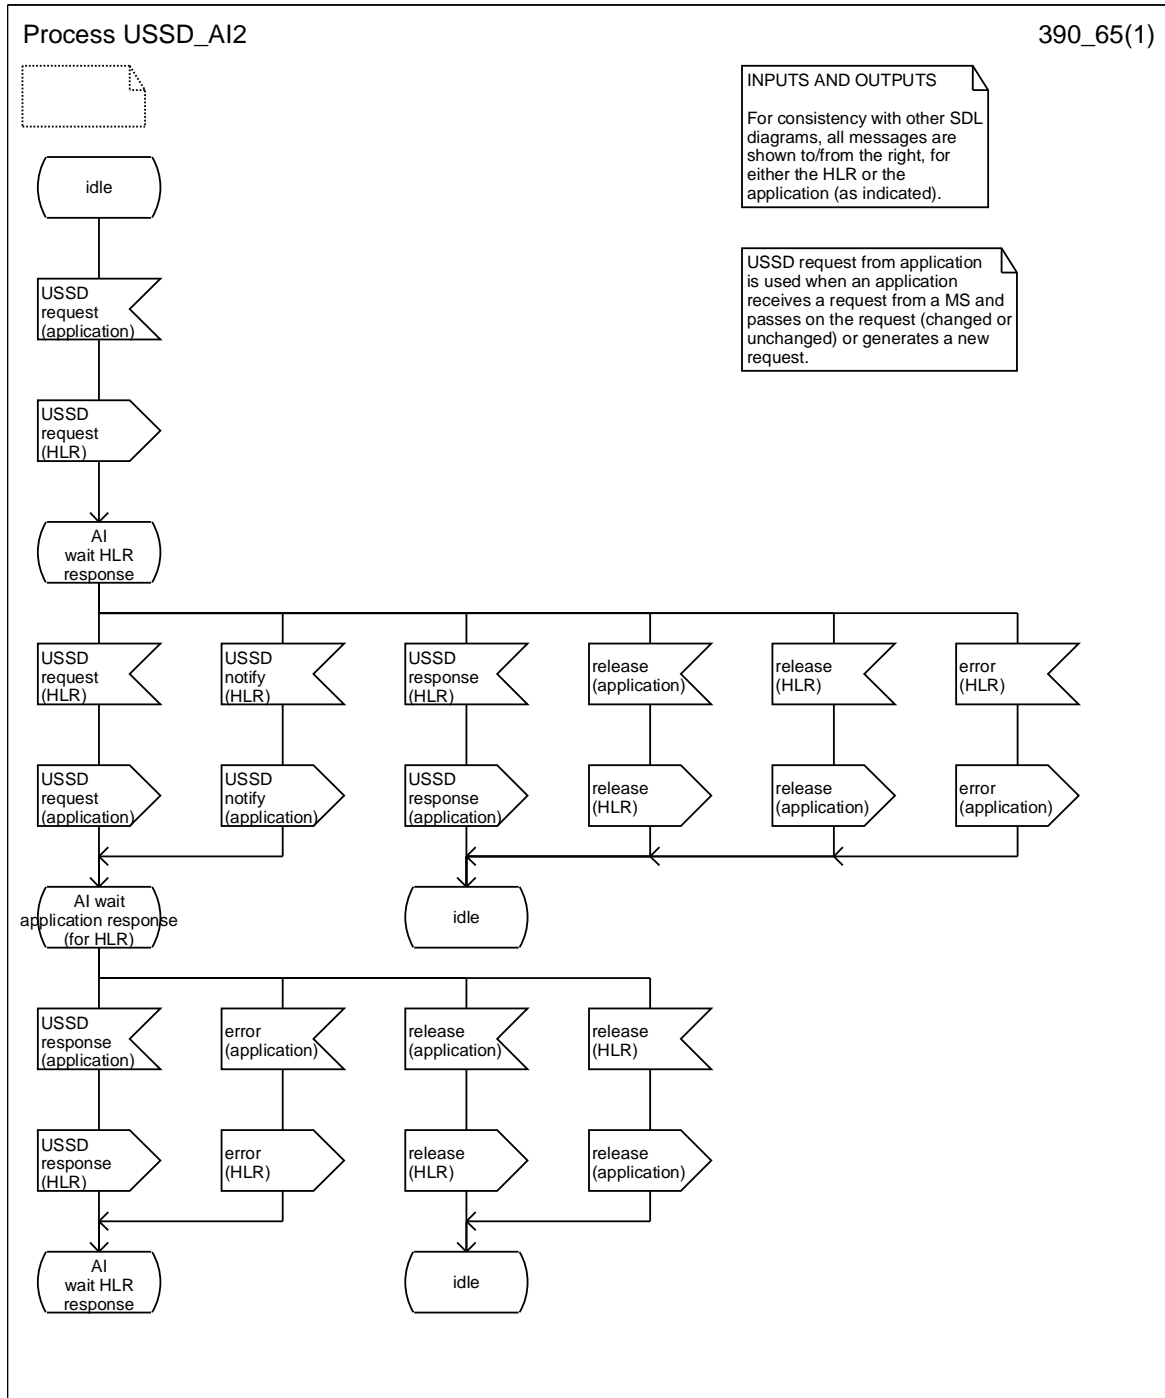 Process USSD_AI2
390_65(1)
INPUTS AND OUTPUTS
For consistency with other SDL
diagrams, all messages are
shown to/from the right, for
either the HLR or the
application (as indicated).
idle
USSD request from application
is used when an application
receives a request from a MS and
passes on the request (changed or
unchanged) or generates a new
request.
USSD
request
(application)
USSD
request
(HLR)
AI
wait HLR
response
USSD
request
(HLR)
USSD
notify
(HLR)
USSD
response
(HLR)
release
(application)
release
(HLR)
error
(HLR)
USSD
request
(application)
USSD
notify
(application)
USSD
response
(application)
release
(HLR)
release
(application)
error
(application)
AI wait
application response
(for HLR)
idle
USSD
response
(application)
error
(application)
release
(application)
release
(HLR)
USSD
response
(HLR)
error
(HLR)
release
(HLR)
release
(application)
AI
wait HLR
response
idle